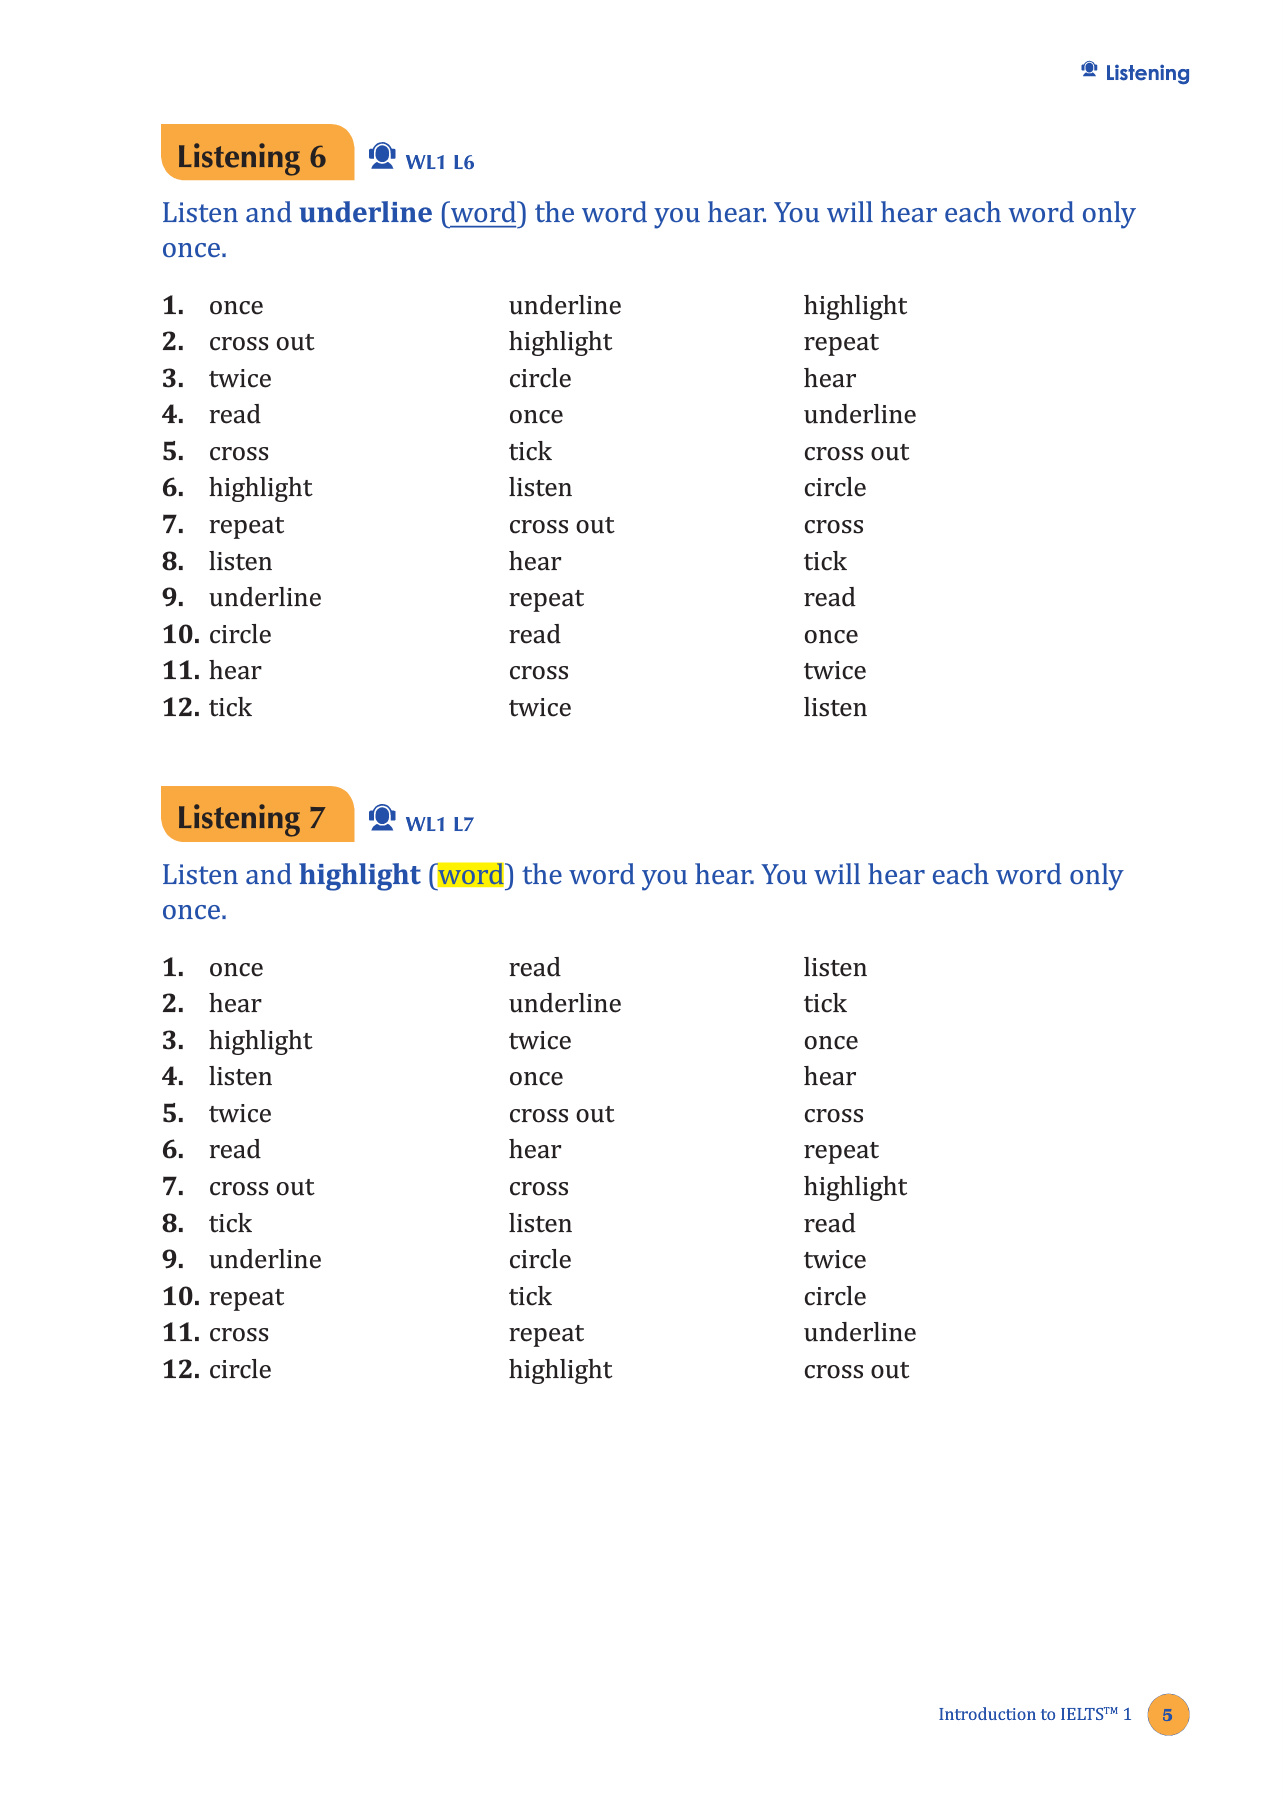 Listening
Listening 6 WL1 L6
Listen and underline (word) the word you hear. You will hear each word only
once.
1. once underline highlight
2. cross out highlight repeat
3. twice circle hear
4. read once underline
5. cross tick cross out
6. highlight listen circle
7. repeat cross out cross
8. listen hear tick
9. underline repeat read
10. circle read once
11. hear cross twice
12. tick twice listen
Listening 7 WL1 L7
Listen and highlight (word) the word you hear. You will hear each word only
once.
1. once read listen
2. hear underline tick
3. highlight twice once
4. listen once hear
5. twice cross out cross
6. read hear repeat
7. cross out cross highlight
8. tick listen read
9. underline circle twice
10. repeat tick circle
11. cross repeat underline
12. circle highlight cross out
Introduction to IELTS™ 1 5